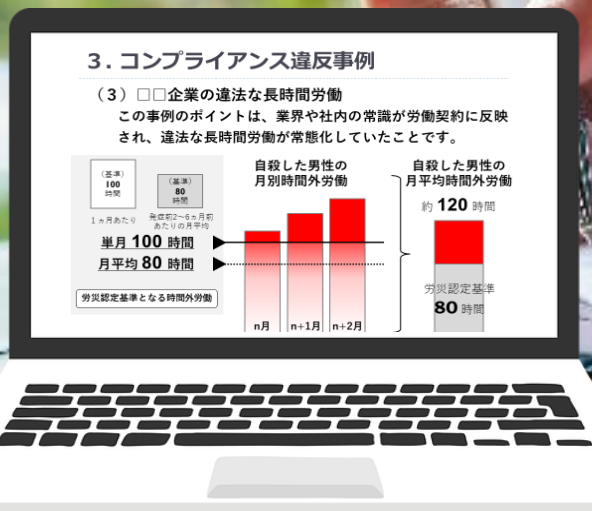 3．コンプライアンス違反事例
（３）□□企業の違法な長時間労働
この事例のポイントは、業界や社内の常識が労働契約に反映
され、違法な長時間労働が常態化していたことです。
（基準）
100
時間
（基準）
80
時間
１ヵ月あたり
発症前2～6ヵ月前
あたりの月平均
単月 100 時間
月平均 80 時間
労災認定基準となる時間外労働
自殺した男性の
月別時間外労働
n月
n+1月
n+2月
自殺した男性の
月平均時間外労働
約 120 時間
労災認定基準
80 時間